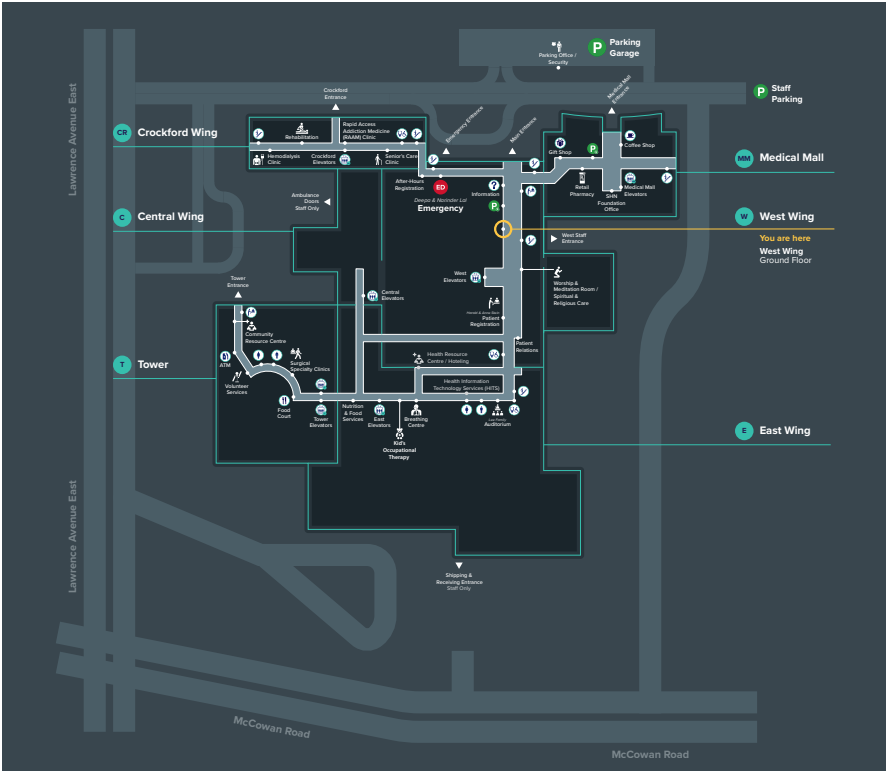 P
Parking
Garage
Parking Office /
Security
P
Staff
Parking
Lawrence Avenue East
Crockford
Entrance
Medical Mall
Entrance
Emergency Entrance
Main Entrance
CR
Crockford Wing
Rehabilitation
Rapid Access
Addiction Medicine
(RAAM) Clinic
Hemodialysis
Clinic
Crockford
Elevators
Senior's Care
Clinic
Gift Shop
P
Coffee Shop
MM
Medical Mall
After-Hours
Registration
ED
Deepa & Navinder Lal
Emergency
?
Information
P
Retail
Pharmacy
SHN
Foundation
Office
Medical Mall
Elevators
Ambulance
Doors
Staff Only
C
Central Wing
W
West Wing
You are here
West Wing
Ground Floor
West Staff
Entrance
Tower
Entrance
West
Elevators
Worship &
Meditation Room /
Spiritual &
Religious Care
Central
Elevators
Patient
Registration
Community
Resource Centre
Patient
Relations
T
Tower
ATM
Surgical
Specialty Clinics
Health Resource
Centre / Hoteling
Volunteer
Services
Health Information
Technology Services (HITS)
Food
Court
Tower
Elevators
Nutrition
& Food
Services
East
Elevators
Breathing
Centre
Auditorium
E
East Wing
Kid's
Occupational
Therapy
Lawrence Avenue East
Shipping &
Receiving Entrance
Staff Only
McCowan Road
McCowan Road